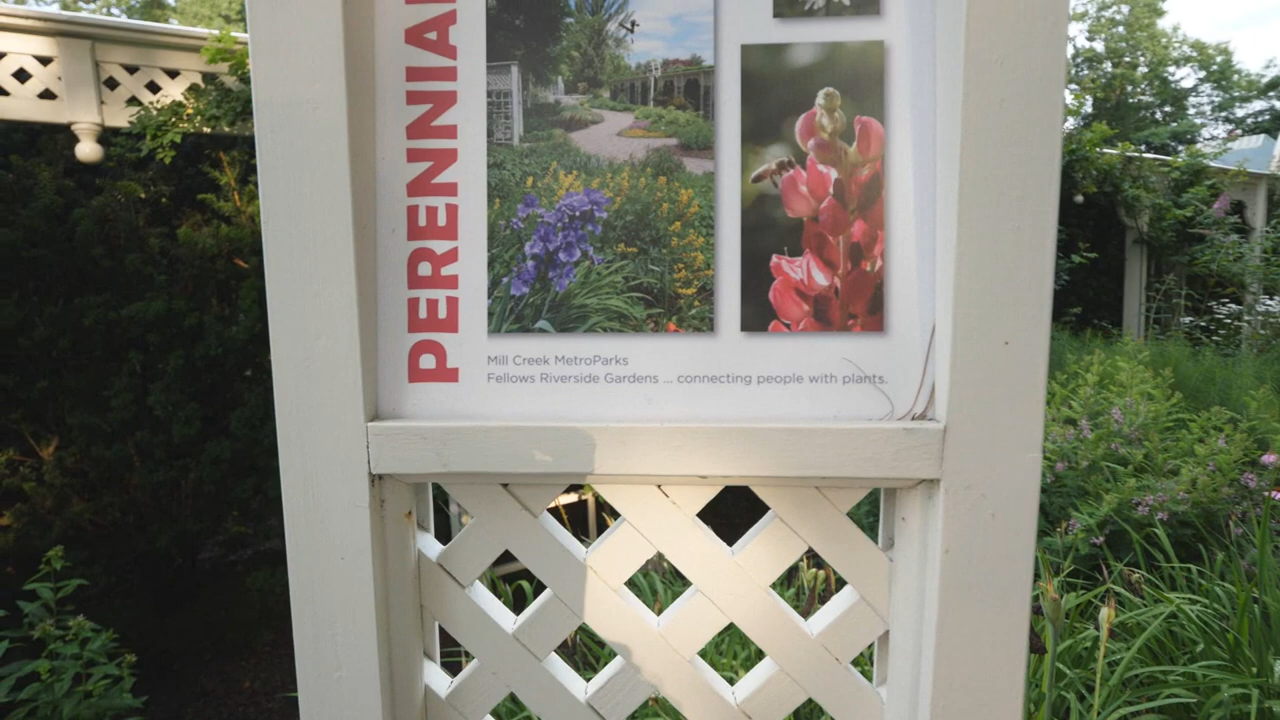 PERENNIAL
Mill Creek MetroParks
Fellows Riverside Gardens ... connecting people with plants.